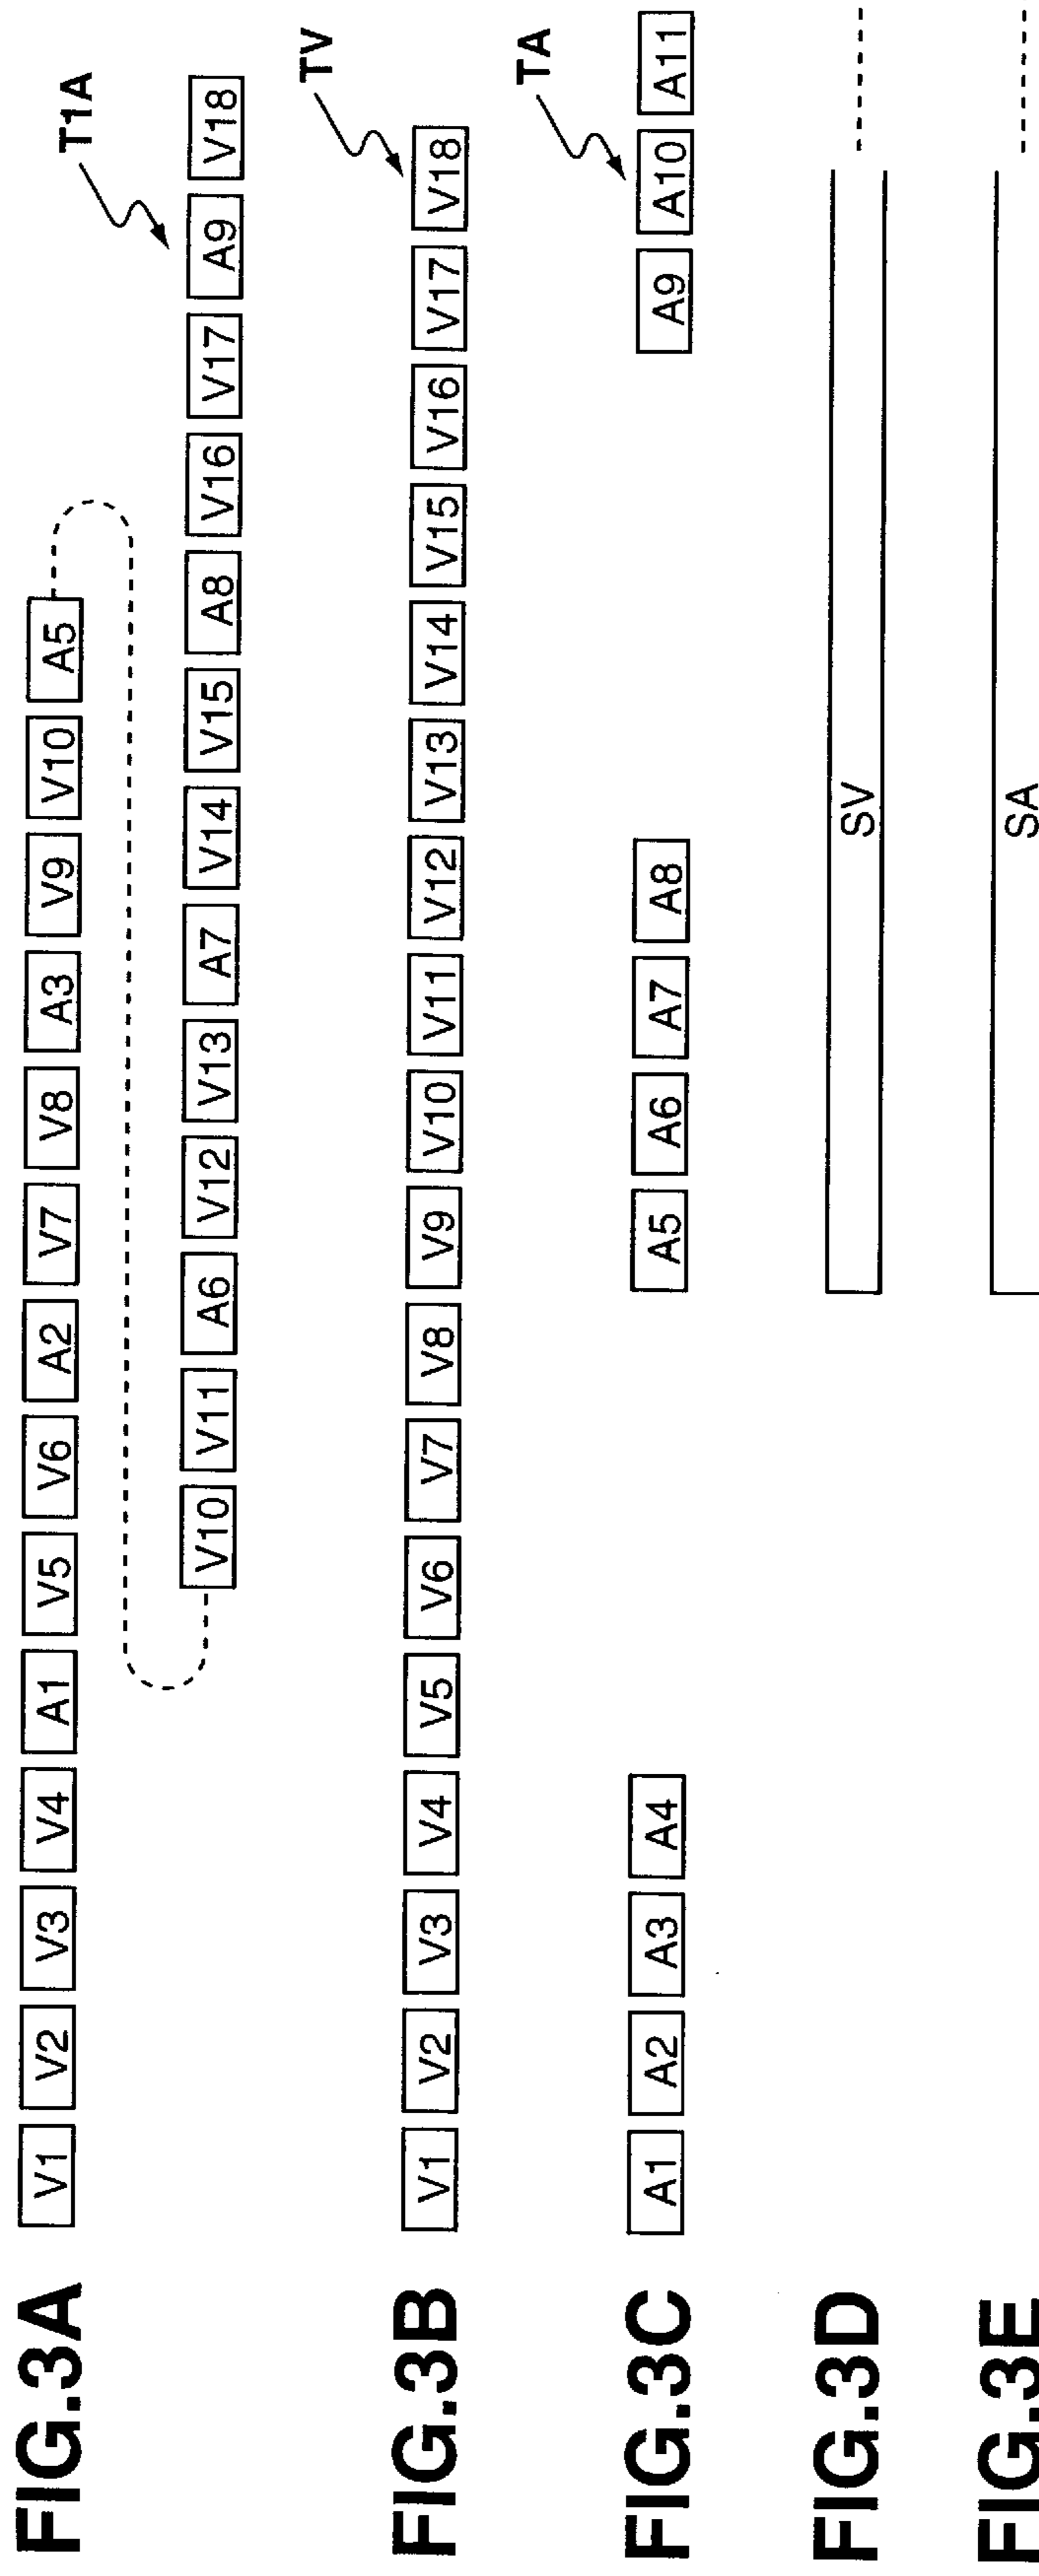 FIG.3A V1 V2 V3 V4 A1 V5 V6 A2 V7 V8 A3 V9 V10 A5
T1A
V10 V11 A6 V12 V13 A7 V14 V15 A8 V16 V17 A9 V18
TV
FIG.3B V1 V2 V3 V4 V5 V6 V7 V8 V9 V10 V11 V12 V13 V14 V15 V16 V17 V18
TA
FIG.3C A1 A2 A3 A4 A5 A6 A7 A8 A9 A10 A11
FIG.3D SV
FIG.3E SA